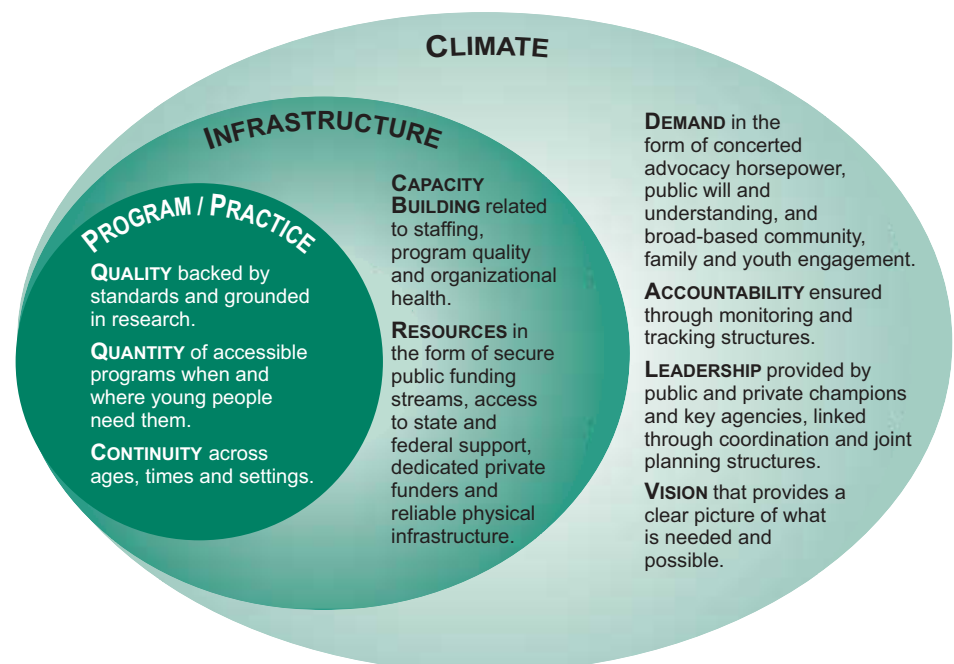 CLIMATE
INFRASTRUCTURE
PROGRAM / PRACTICE
QUALITY backed by
standards and grounded
in research.
QUANTITY of accessible
programs when and
where young people
need them.
CONTINUITY across
ages, times and settings.
CAPACITY
BUILDING related
to staffing,
program quality
and organizational
health.
RESOURCES in
the form of secure
public funding
streams, access
to state and
federal support,
dedicated private
funders and
reliable physical
infrastructure.
DEMAND in the
form of concerted
advocacy horsepower,
public will and
understanding, and
broad-based community,
family and youth engagement.
ACCOUNTABILITY ensured
through monitoring and
tracking structures.
LEADERSHIP provided by
public and private champions
and key agencies, linked
through coordination and joint
planning structures.
VISION that provides a
clear picture of what
is needed and
possible.